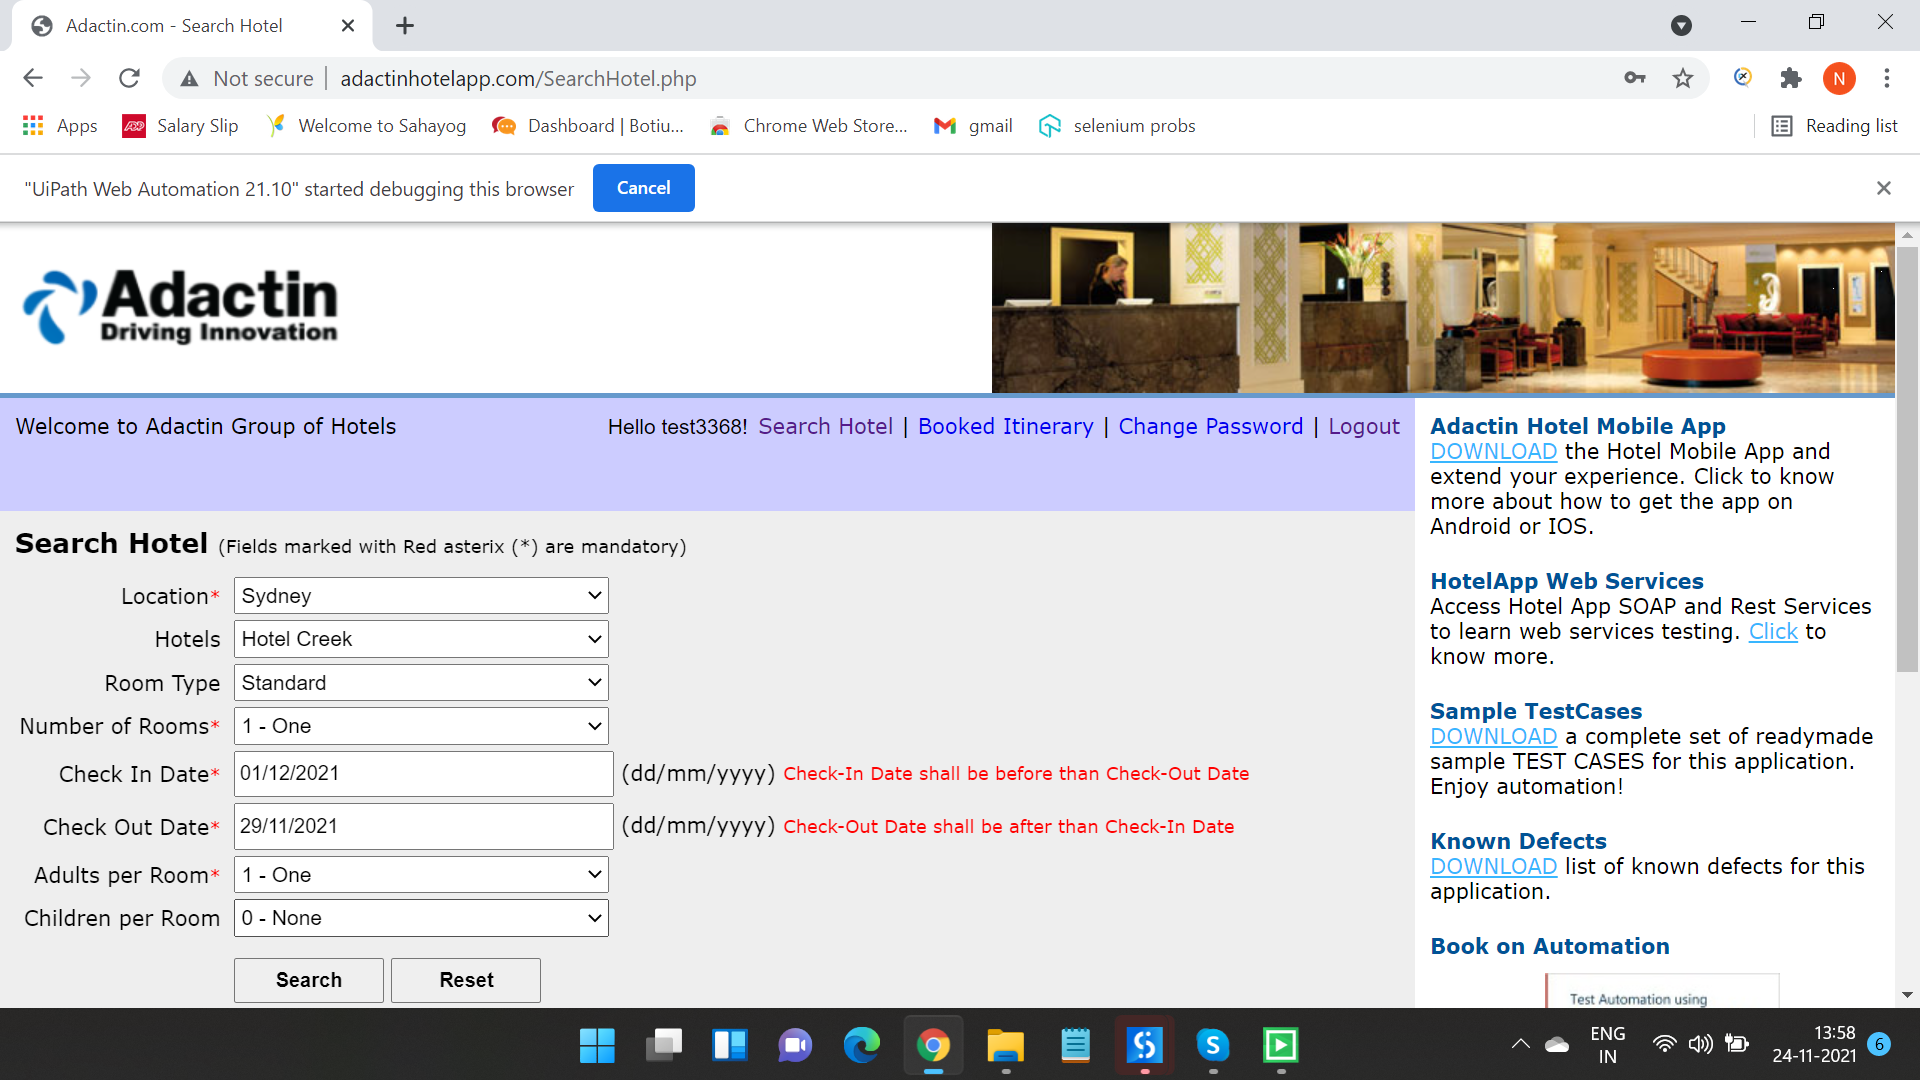 Adactin.com - Search Hotel
Not secure | adactinhotelapp.com/SearchHotel.php
N
Apps
Salary Slip
Welcome to Sahayog
Dashboard | Botiu...
Chrome Web Store...
gmail
selenium probs
Reading list
"UiPath Web Automation 21.10" started debugging this browser
Cancel
Adactin
Driving Innovation
Welcome to Adactin Group of Hotels
Hello test3368! Search Hotel | Booked Itinerary | Change Password | Logout
Search Hotel (Fields marked with Red asterix (*) are mandatory)
Location* Sydney
Hotels Hotel Creek
Room Type Standard
Number of Rooms* 1 - One
Check In Date* 01/12/2021 (dd/mm/yyyy) Check-In Date shall be before than Check-Out Date
Check Out Date* 29/11/2021 (dd/mm/yyyy) Check-Out Date shall be after than Check-In Date
Adults per Room* 1 - One
Children per Room 0 - None
Search Reset
Adactin Hotel Mobile App
DOWNLOAD the Hotel Mobile App and
extend your experience. Click to know
more about how to get the app on
Android or IOS.
HotelApp Web Services
Access Hotel App SOAP and Rest Services
to learn web services testing. Click to
know more.
Sample TestCases
DOWNLOAD a complete set of readymade
sample TEST CASES for this application.
Enjoy automation!
Known Defects
DOWNLOAD list of known defects for this
application.
Book on Automation
Test Automation using
ENG
IN
13:58
24-11-2021
6